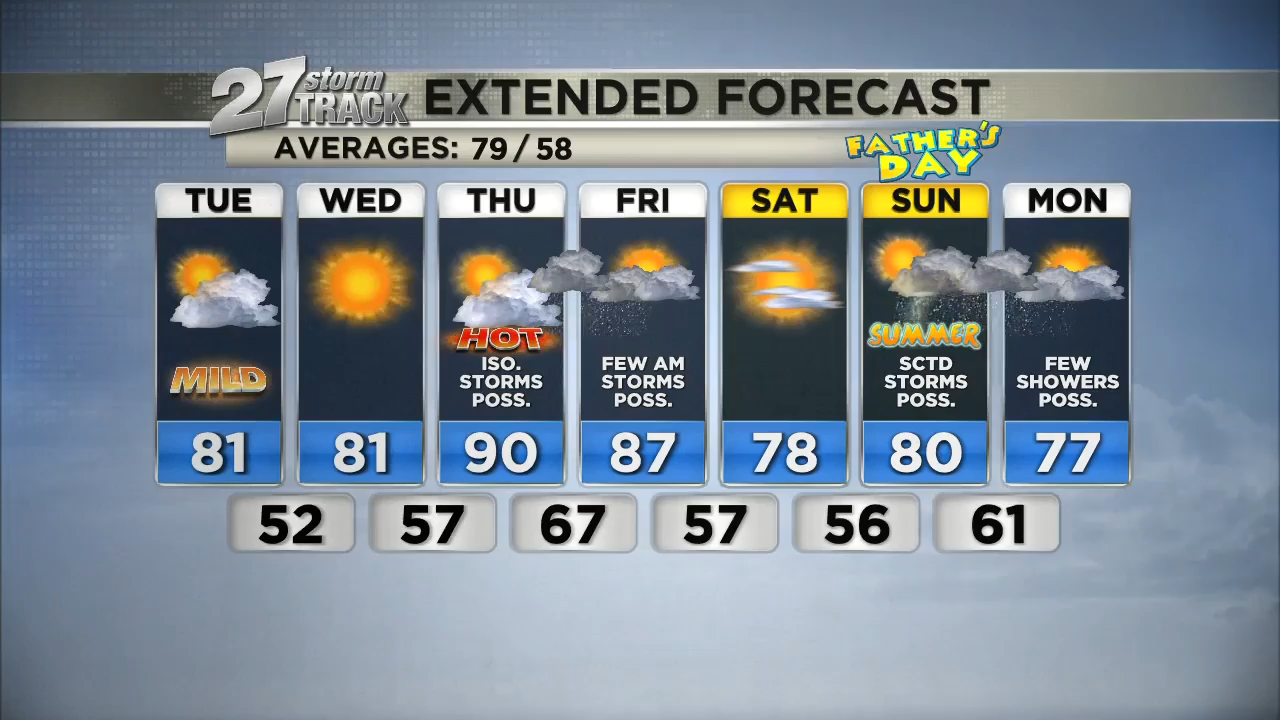 27 storm TRACK EXTENDED FORECAST
AVERAGES: 79 / 58
FATHER'S DAY
TUE WED THU FRI SAT SUN MON
MILD
HOT
ISO.
STORMS
POSS.
FEW AM
STORMS
POSS.
SUMMER
SCTD
STORMS
POSS.
FEW
SHOWERS
POSS.
81 81 90 87 78 80 77
52 57 67 57 56 61